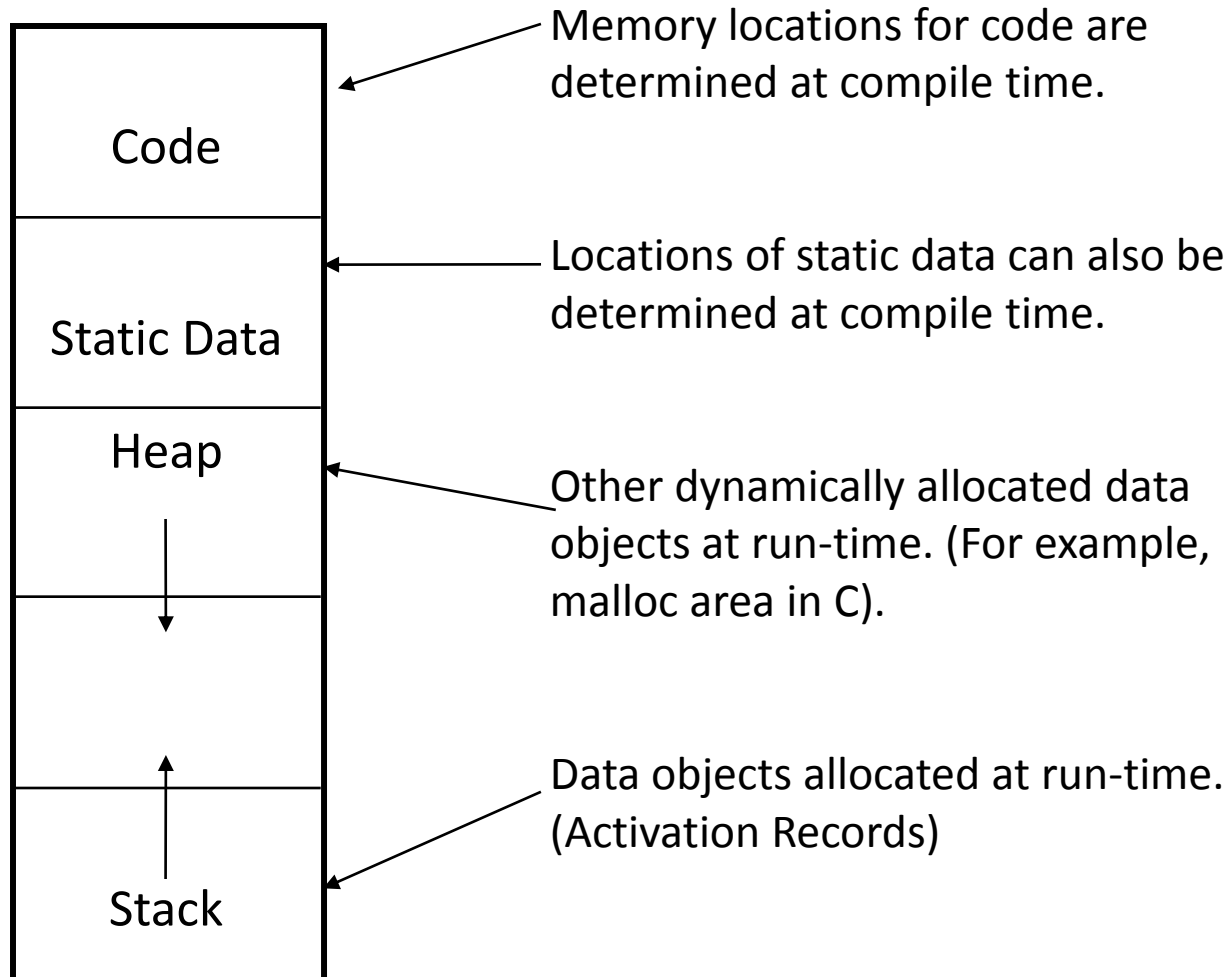 Memory locations for code are
determined at compile time.
Code
Locations of static data can also be
determined at compile time.
Static Data
Heap
Other dynamically allocated data
objects at run-time. (For example,
malloc area in C).
Data objects allocated at run-time.
(Activation Records)
Stack